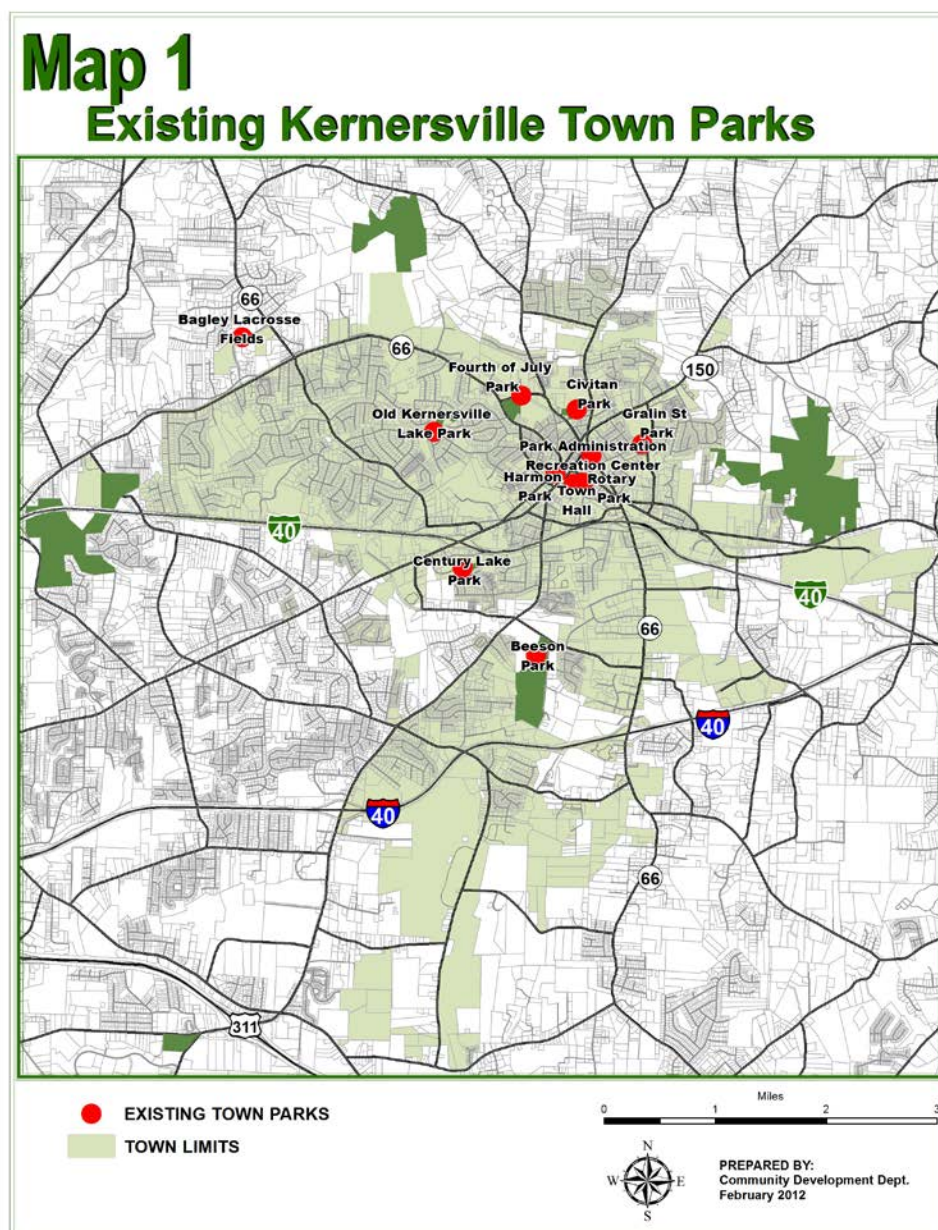 Map 1
Existing Kernersville Town Parks
66
Bagley Lacrosse
Fields
66
150
Fourth of July
Park
Civitan
Park
Old Kernersville
Lake Park
Gralin St
Park
Park Administration
Recreation Center
Harmon
Park
Town
Hall
Rotary
Park
40
Century Lake
Park
40
66
Beeson
Park
40
40
66
311
EXISTING TOWN PARKS
TOWN LIMITS
Miles
0 1 2 3
N
W E
S
PREPARED BY:
Community Development Dept.
February 2012